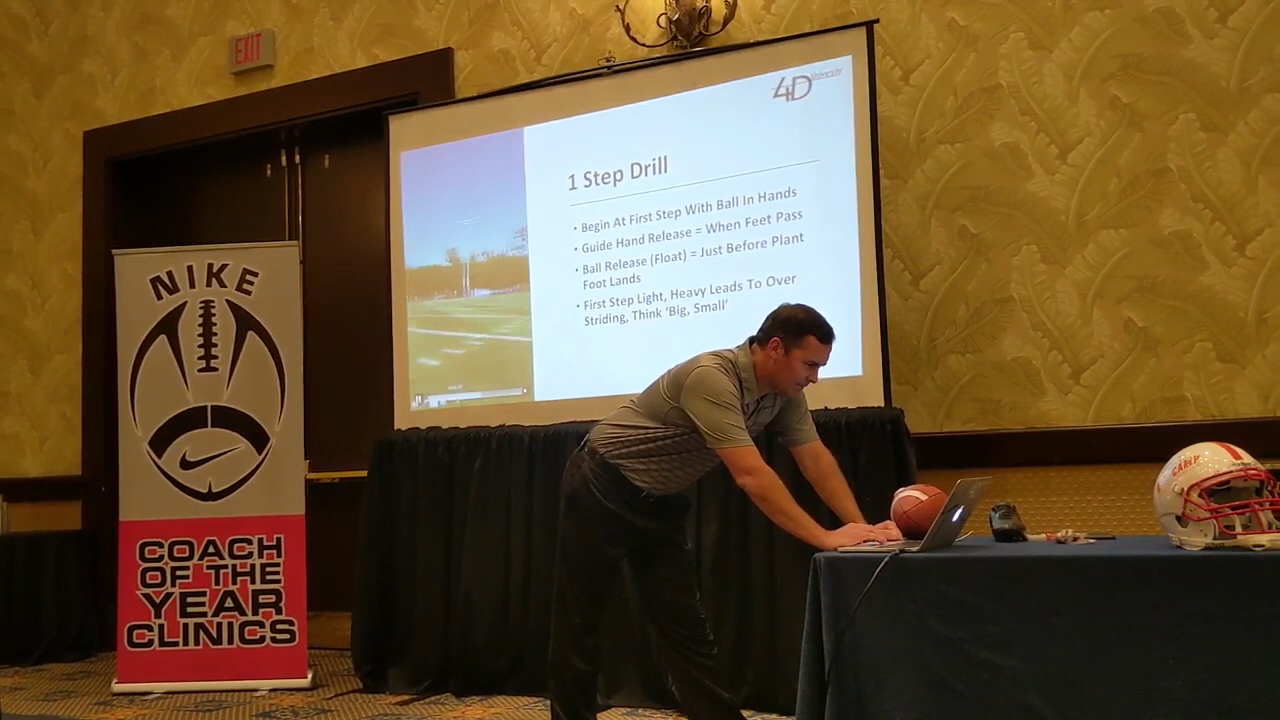 EXIT
4D University
1 Step Drill
• Begin At First Step With Ball In Hands
• Guide Hand Release = When Feet Pass
• Ball Release (Float) = Just Before Plant
Foot Lands
• First Step Light, Heavy Leads To Over
Striding, Think ‘Big, Small’
NIKE
COACH
OF THE
YEAR
CLINICS
CAMP